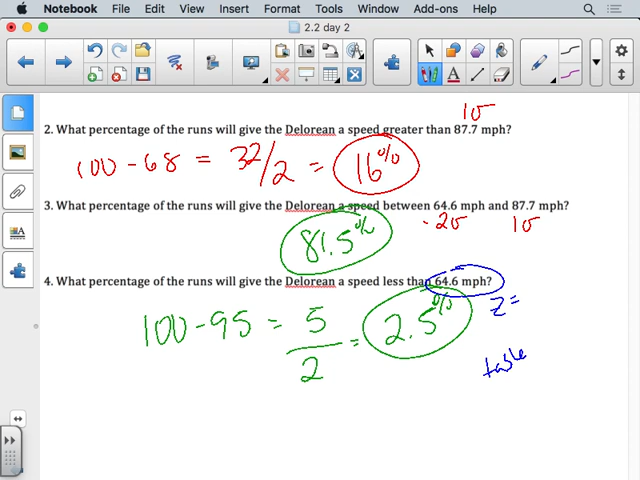 Notebook File Edit View Insert Format Tools Window Add-ons Help
2.2 day 2
1σ
2. What percentage of the runs will give the Delorean a speed greater than 87.7 mph?
100 - 68 = 32/2 = 16%
3. What percentage of the runs will give the Delorean a speed between 64.6 mph and 87.7 mph?
81.5% -2σ 1σ
4. What percentage of the runs will give the Delorean a speed less than 64.6 mph?
z =
100 - 95 = 5/2 = 2.5%
table